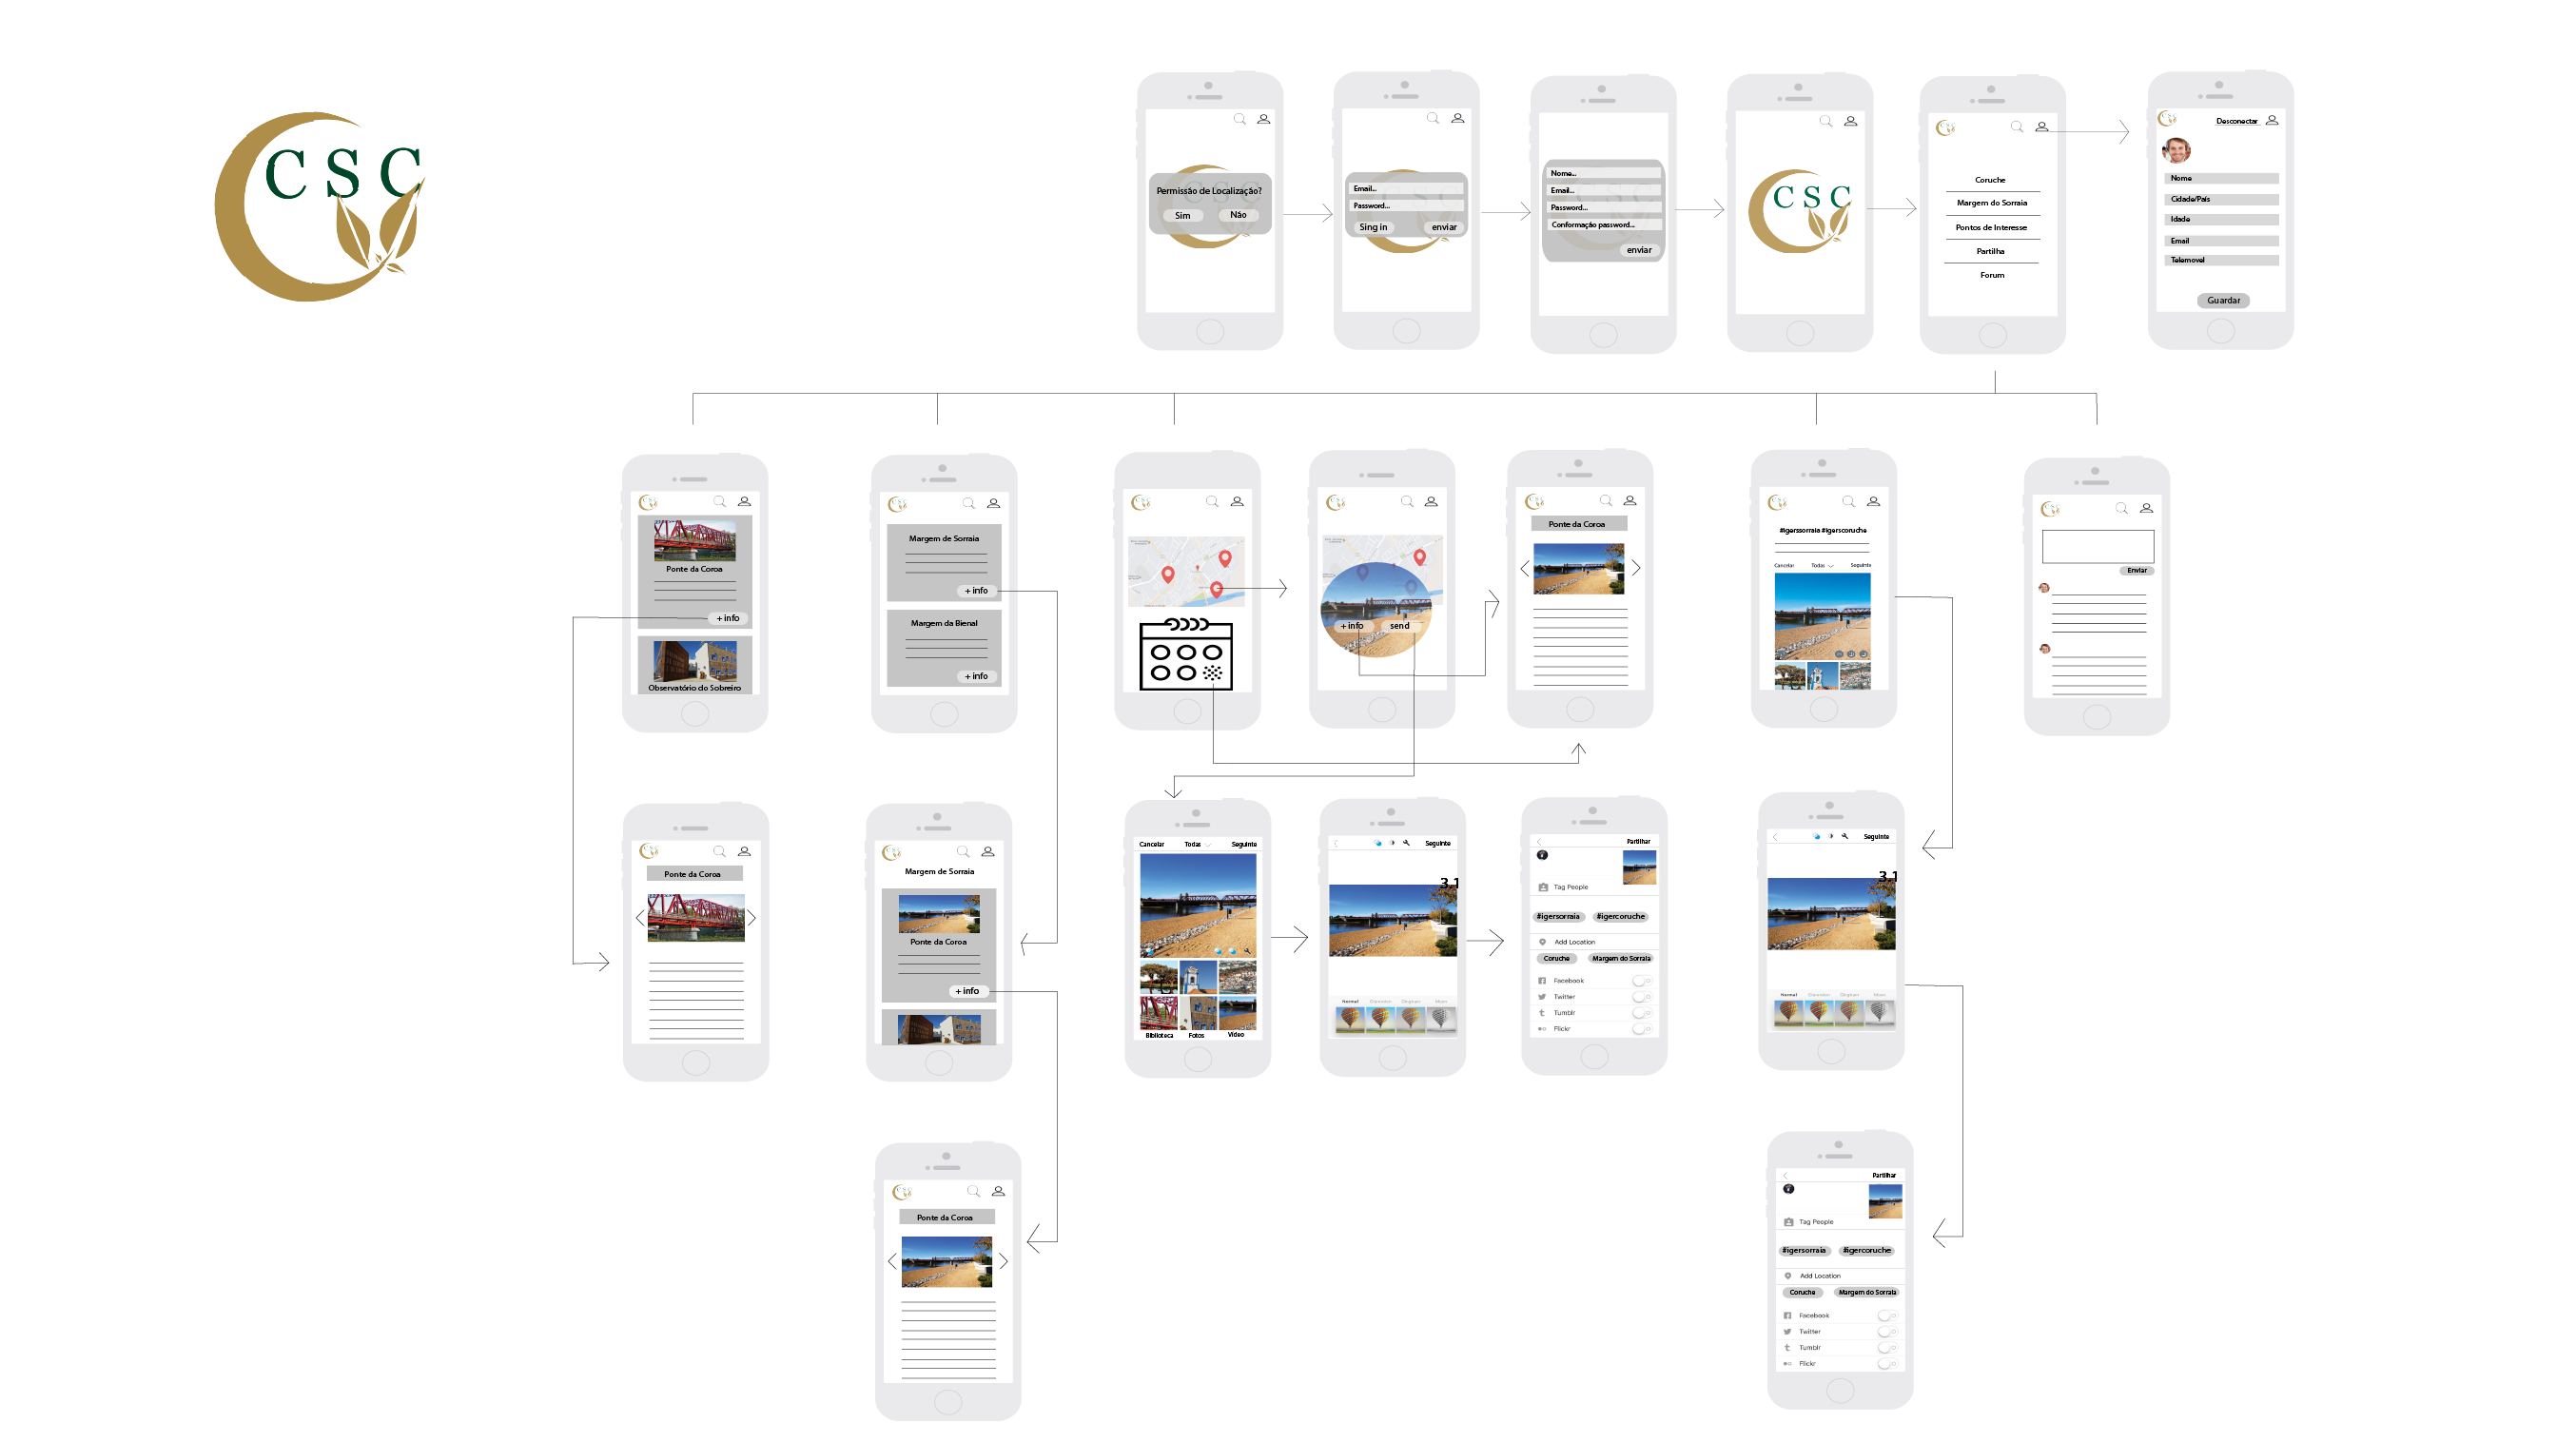 CSC
Permissão de Localização?
Sim
Não
Email...
Password...
Sing in
enviar
Nome...
Email...
Password...
Conformação password...
enviar
CSC
Coruche
Margem do Sorraia
Pontos de Interesse
Partilha
Forum
Desconectar
Nome
Cidade/País
Idade
Email
Telemovel
Guardar
Ponte da Coroa
+ info
Observatório do Sobreiro
Margem de Sorraia
+ info
Margem da Bienal
+ info
+ info
send
Ponte da Coroa
#igerssorraia #igerscoruche
Cancelar
Todas
Seguinte
Enviar
Ponte da Coroa
Margem de Sorraia
Ponte da Coroa
+ info
Cancelar
Todas
Seguinte
Biblioteca
Fotos
Video
Seguinte
3.1
Normal
Partilhar
Tag People
#igersorraia
#igercoruche
Add Location
Coruche
Margem do Sorraia
Facebook
Twitter
Tumblr
Flickr
Seguinte
3.1
Normal
Ponte da Coroa
Partilhar
Tag People
#igersorraia
#igercoruche
Add Location
Coruche
Margem do Sorraia
Facebook
Twitter
Tumblr
Flickr